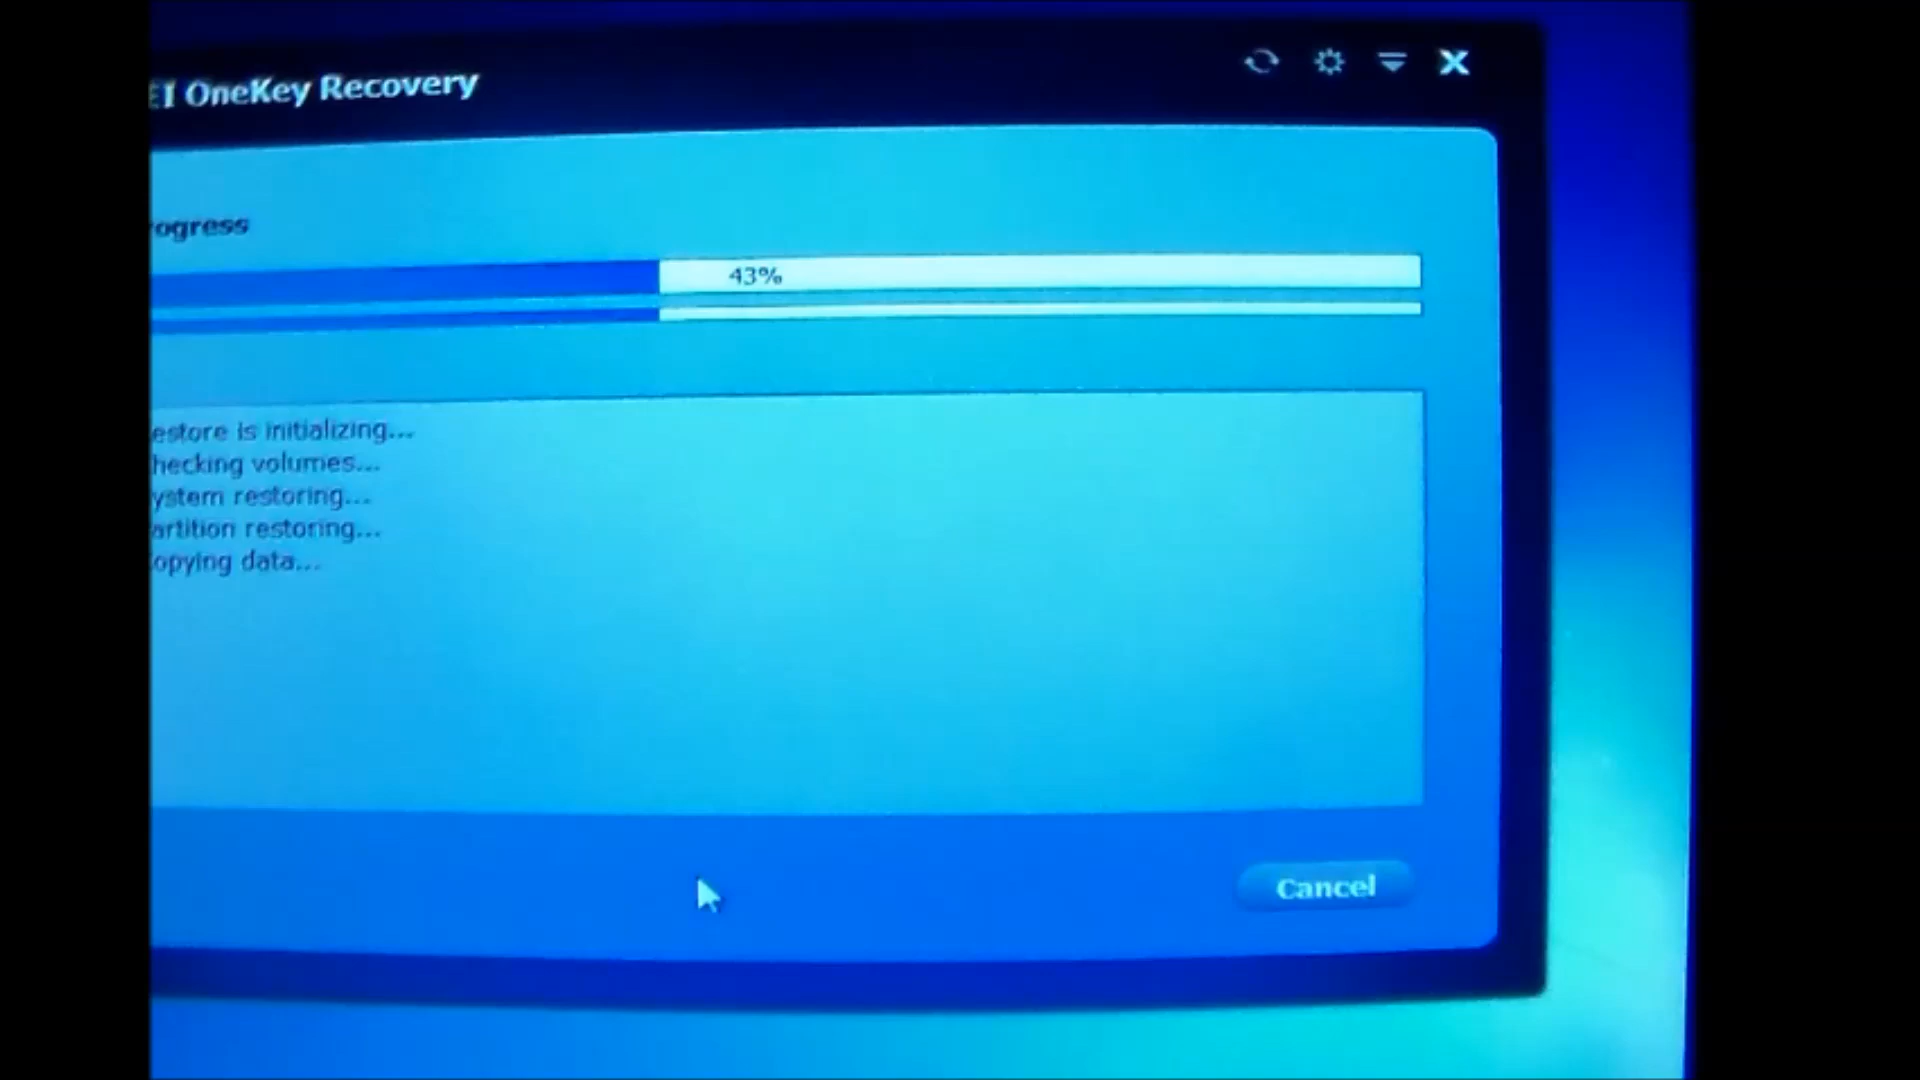 EI OneKey Recovery
ogress
43%
estore is initializing...
hecking volumes...
ystem restoring...
artition restoring...
opying data...
Cancel